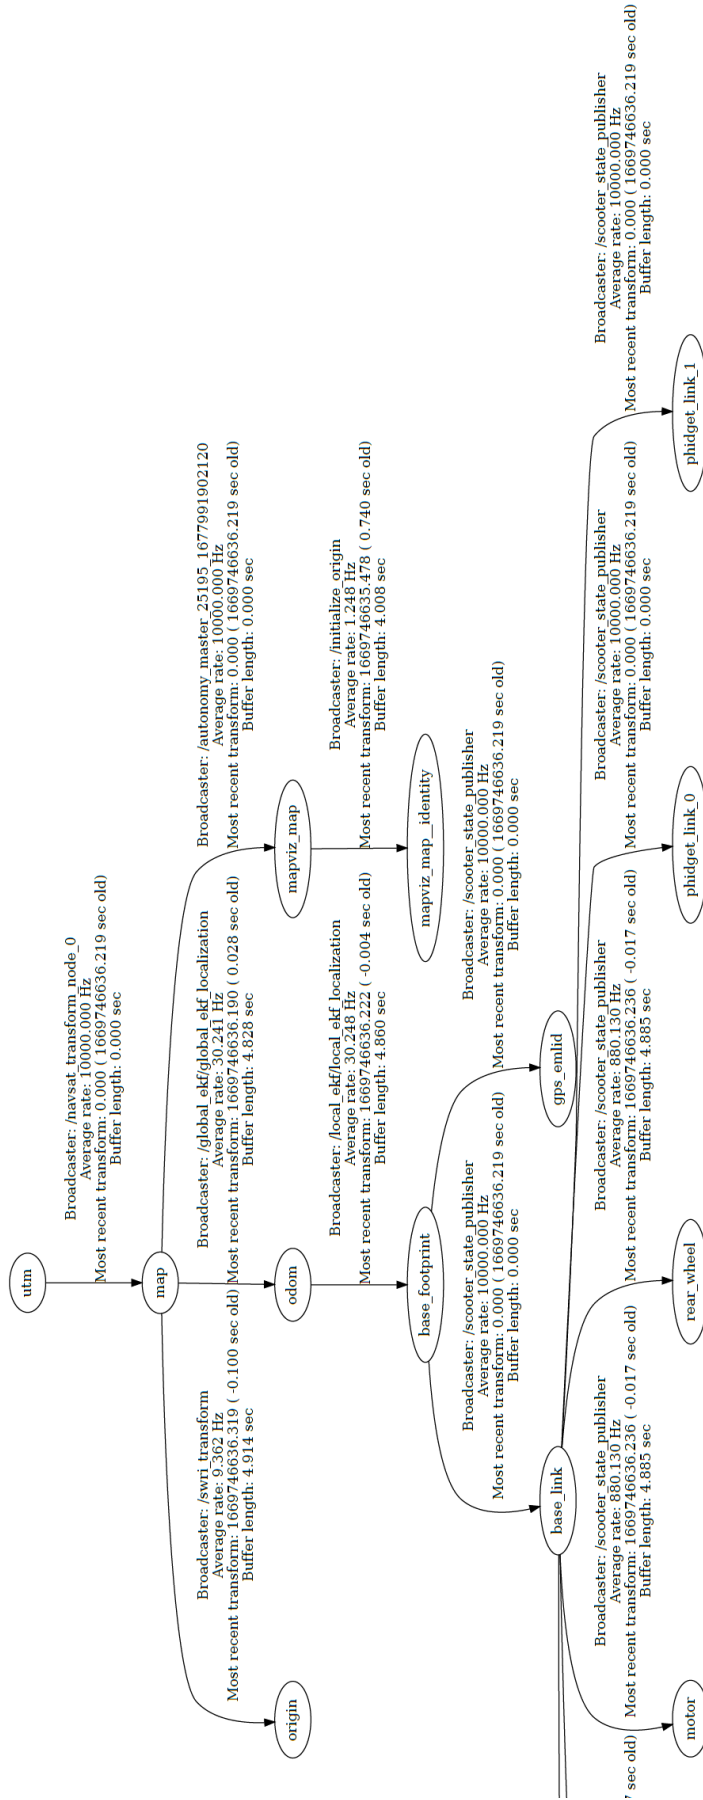 utm
Broadcaster: /navsat_transform_node_0
Average rate: 10000.000 Hz
Most recent transform: 0.000 ( 1669746636.219 sec old)
Buffer length: 0.000 sec
map
Broadcaster: /swri_transform
Average rate: 9.362 Hz
Most recent transform: 1669746636.319 ( -0.100 sec old)
Buffer length: 4.914 sec
Broadcaster: /global_ekf/global_ekf_localization
Average rate: 30.241 Hz
Most recent transform: 1669746636.190 ( 0.028 sec old)
Buffer length: 4.828 sec
Broadcaster: /autonomy_master_25195_1677991902120
Average rate: 10000.000 Hz
Most recent transform: 0.000 ( 1669746636.219 sec old)
Buffer length: 0.000 sec
origin
odom
mapviz_map
Broadcaster: /local_ekf/local_ekf_localization
Average rate: 30.248 Hz
Most recent transform: 1669746636.222 ( -0.004 sec old)
Buffer length: 4.860 sec
Broadcaster: /initialize_origin
Average rate: 1.248 Hz
Most recent transform: 1669746635.478 ( 0.740 sec old)
Buffer length: 4.008 sec
base_footprint
mapviz_map__identity
Broadcaster: /scooter_state_publisher
Average rate: 10000.000 Hz
Most recent transform: 0.000 ( 1669746636.219 sec old)
Buffer length: 0.000 sec
Broadcaster: /scooter_state_publisher
Average rate: 10000.000 Hz
Most recent transform: 0.000 ( 1669746636.219 sec old)
Buffer length: 0.000 sec
base_link
gps_emlid
7 sec old)
Broadcaster: /scooter_state_publisher
Average rate: 880.130 Hz
Most recent transform: 1669746636.236 ( -0.017 sec old)
Buffer length: 4.885 sec
Broadcaster: /scooter_state_publisher
Average rate: 880.130 Hz
Most recent transform: 1669746636.236 ( -0.017 sec old)
Buffer length: 4.885 sec
Broadcaster: /scooter_state_publisher
Average rate: 10000.000 Hz
Most recent transform: 0.000 ( 1669746636.219 sec old)
Buffer length: 0.000 sec
Broadcaster: /scooter_state_publisher
Average rate: 10000.000 Hz
Most recent transform: 0.000 ( 1669746636.219 sec old)
Buffer length: 0.000 sec
motor
rear_wheel
phidget_link_0
phidget_link_1